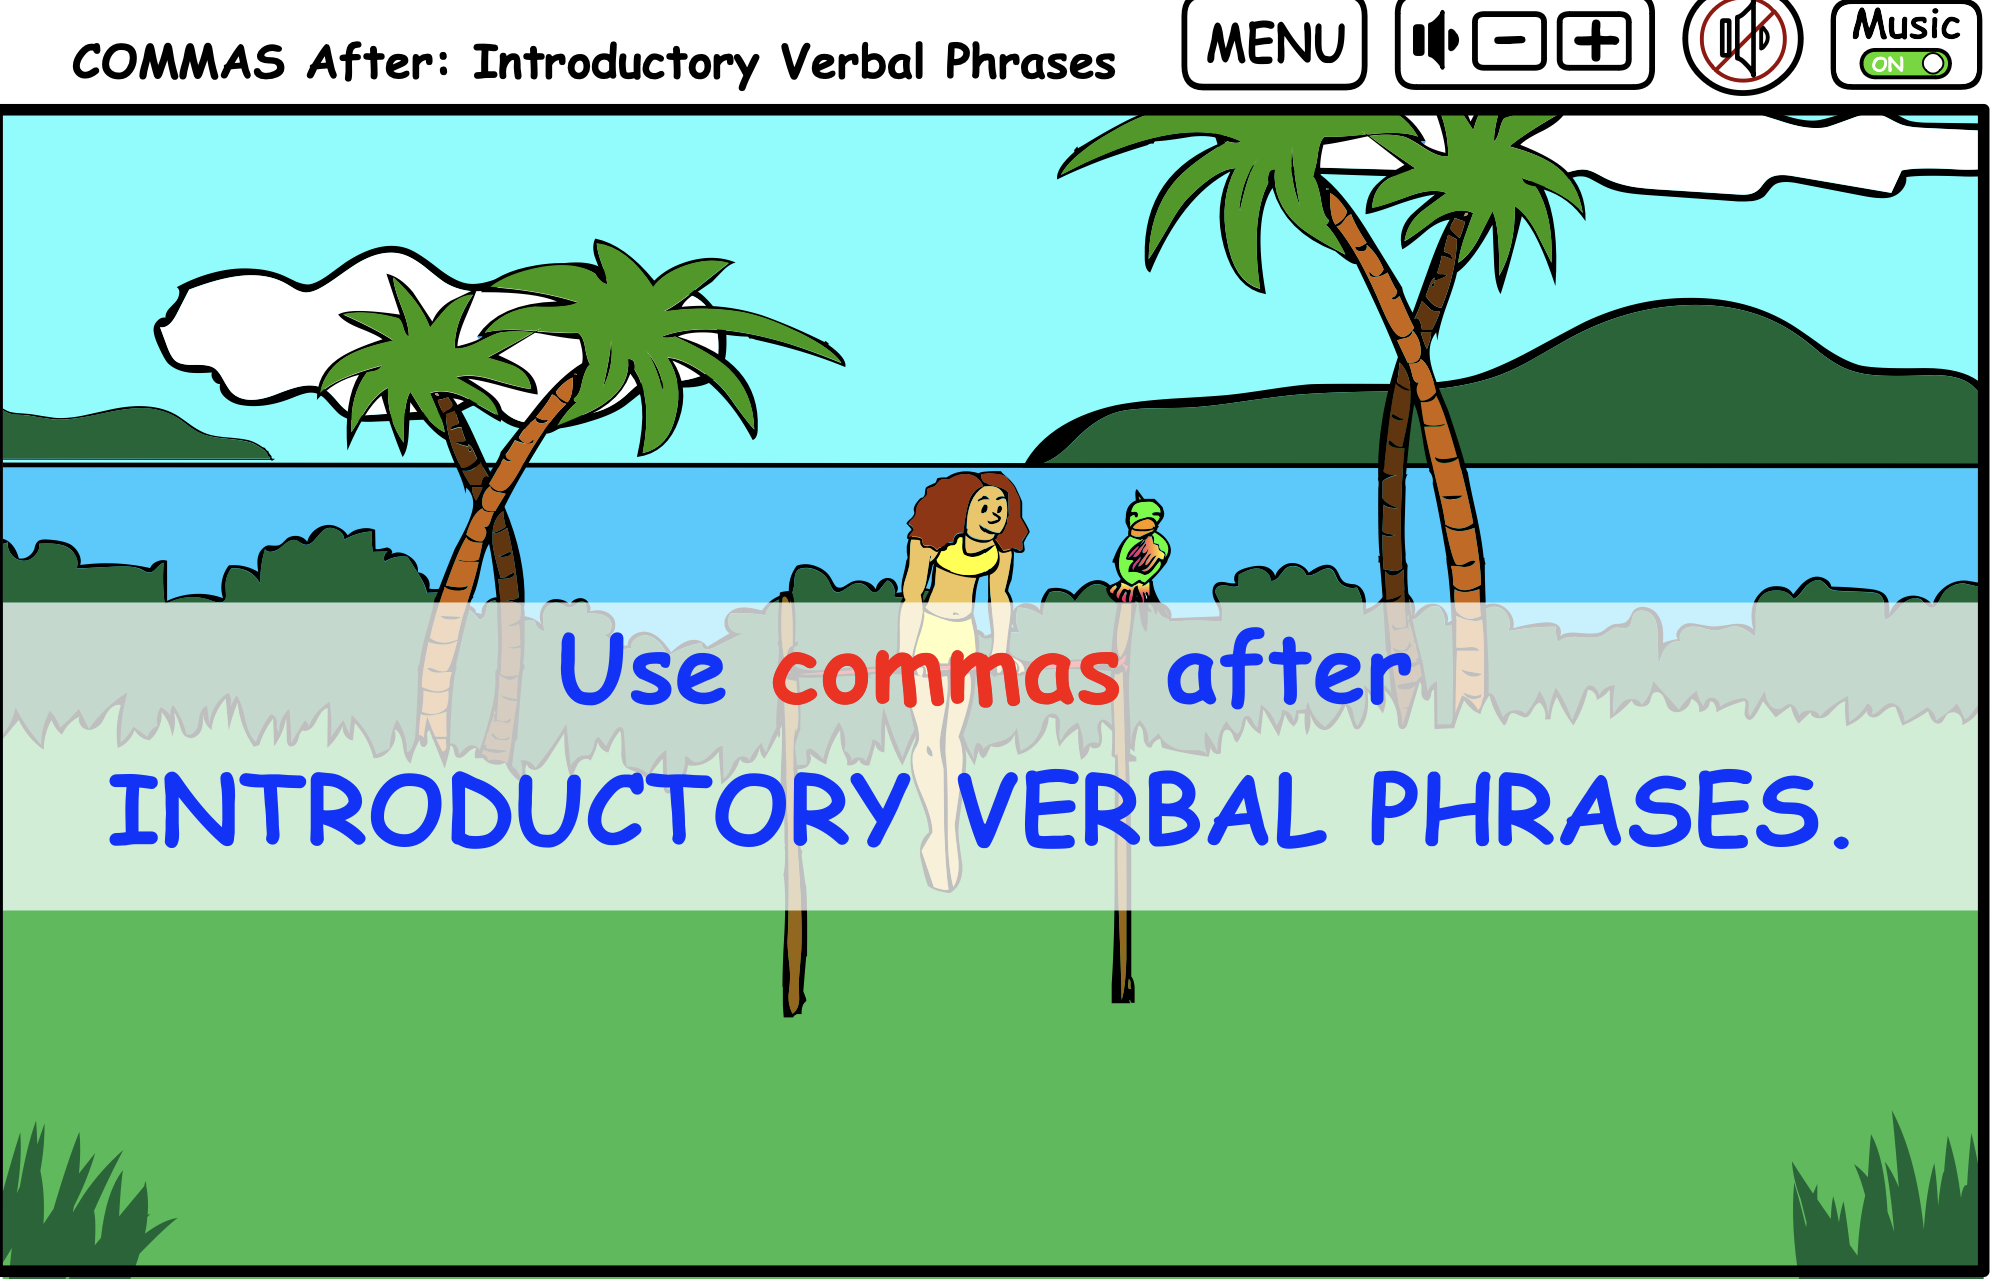 COMMAS After: Introductory Verbal Phrases
MENU
Music
ON
Use commas after
INTRODUCTORY VERBAL PHRASES.